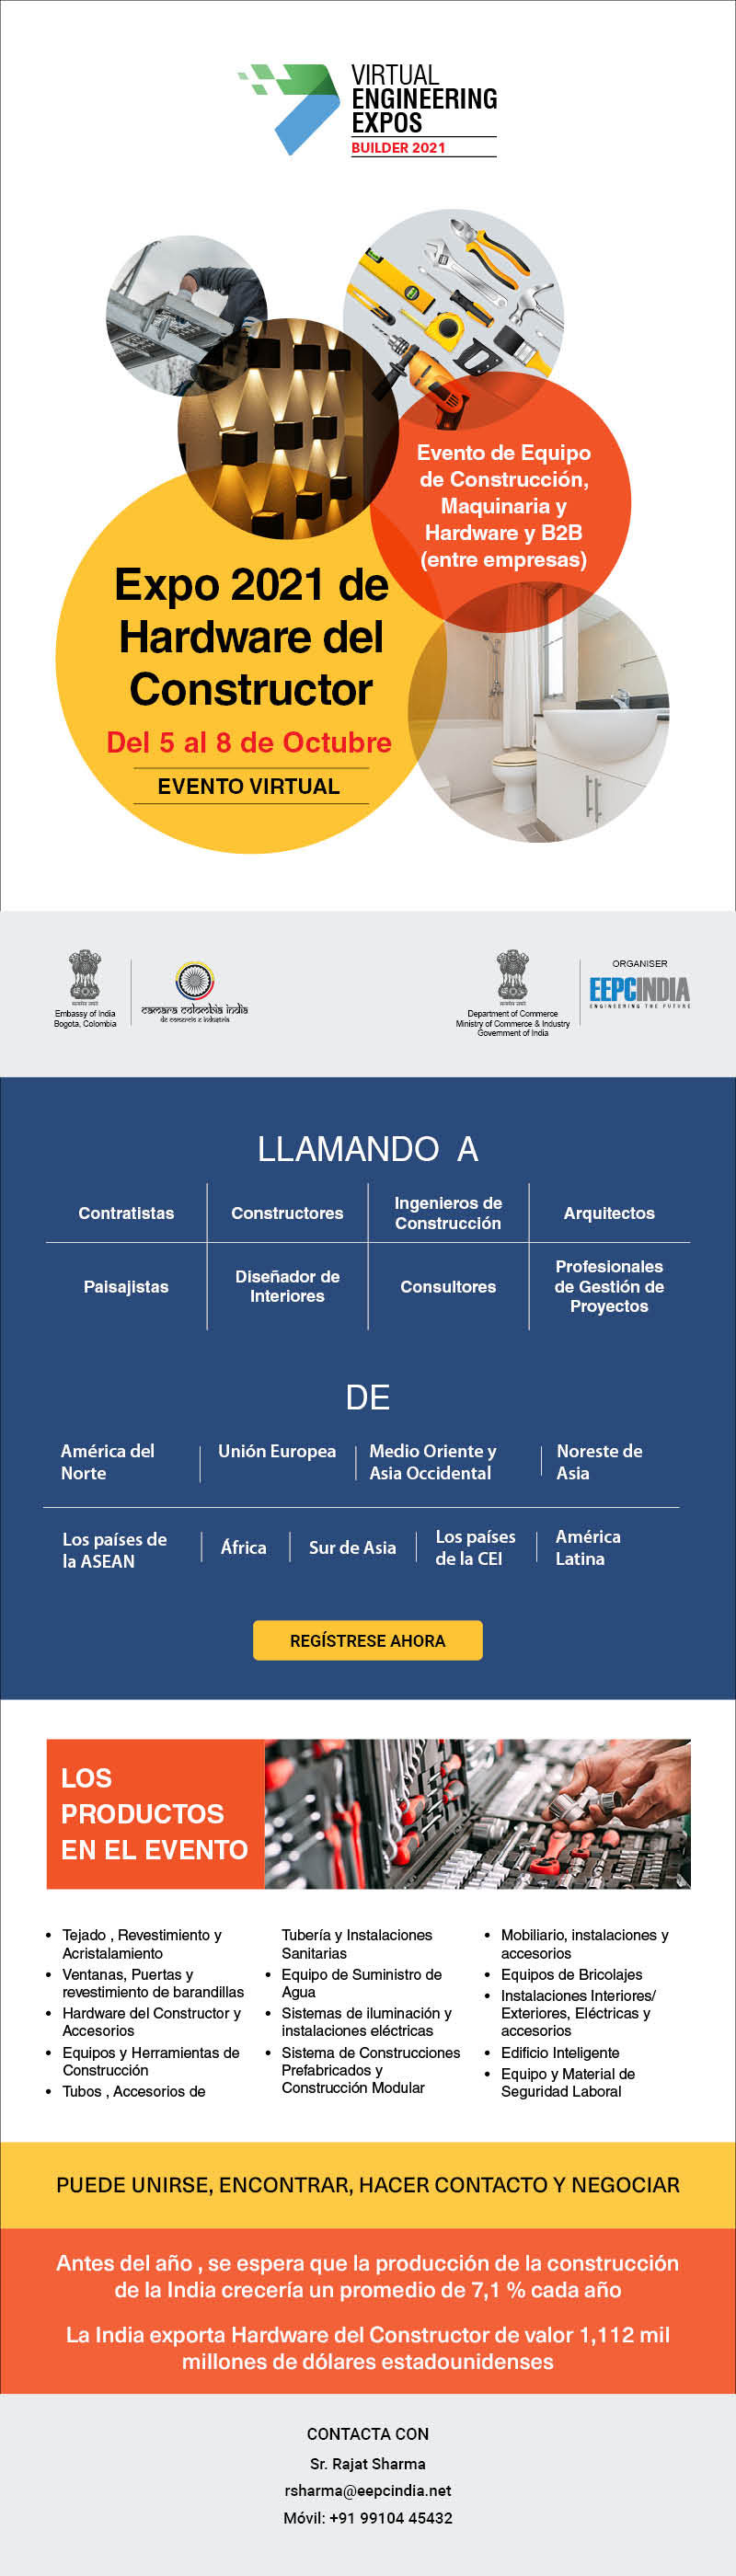 VIRTUAL
ENGINEERING
EXPOS
BUILDER 2021
Evento de Equipo
de Construcción,
Maquinaria y
Hardware y B2B
(entre empresas)
Expo 2021 de
Hardware del
Constructor
Del 5 al 8 de Octubre
EVENTO VIRTUAL
सत्यमेव जयते
Embassy of India
Bogota, Colombia
camara colombia india
de comercio e industria
सत्यमेव जयते
Department of Commerce
Ministry of Commerce & Industry
Government of India
ORGANISER
EEPCINDIA
ENGINEERING THE FUTURE
LLAMANDO A
Contratistas
Constructores
Ingenieros de
Construcción
Arquitectos
Paisajistas
Diseñador de
Interiores
Consultores
Profesionales
de Gestión de
Proyectos
DE
América del
Norte
Unión Europea
Medio Oriente y
Asia Occidental
Noreste de
Asia
Los países de
la ASEAN
África
Sur de Asia
Los países
de la CEI
América
Latina
REGÍSTRESE AHORA
LOS
PRODUCTOS
EN EL EVENTO
• Tejado , Revestimiento y
Acristalamiento
• Ventanas, Puertas y
revestimiento de barandillas
• Hardware del Constructor y
Accesorios
• Equipos y Herramientas de
Construcción
• Tubos , Accesorios de
Tubería y Instalaciones
Sanitarias
• Equipo de Suministro de
Agua
• Sistemas de iluminación y
instalaciones eléctricas
• Sistema de Construcciones
Prefabricados y
Construcción Modular
• Mobiliario, instalaciones y
accesorios
• Equipos de Bricolajes
• Instalaciones Interiores/
Exteriores, Eléctricas y
accesorios
• Edificio Inteligente
• Equipo y Material de
Seguridad Laboral
PUEDE UNIRSE, ENCONTRAR, HACER CONTACTO Y NEGOCIAR
Antes del año , se espera que la producción de la construcción
de la India crecería un promedio de 7,1 % cada año
La India exporta Hardware del Constructor de valor 1,112 mil
millones de dólares estadounidenses
CONTACTA CON
Sr. Rajat Sharma
rsharma@eepcindia.net
Móvil: +91 99104 45432